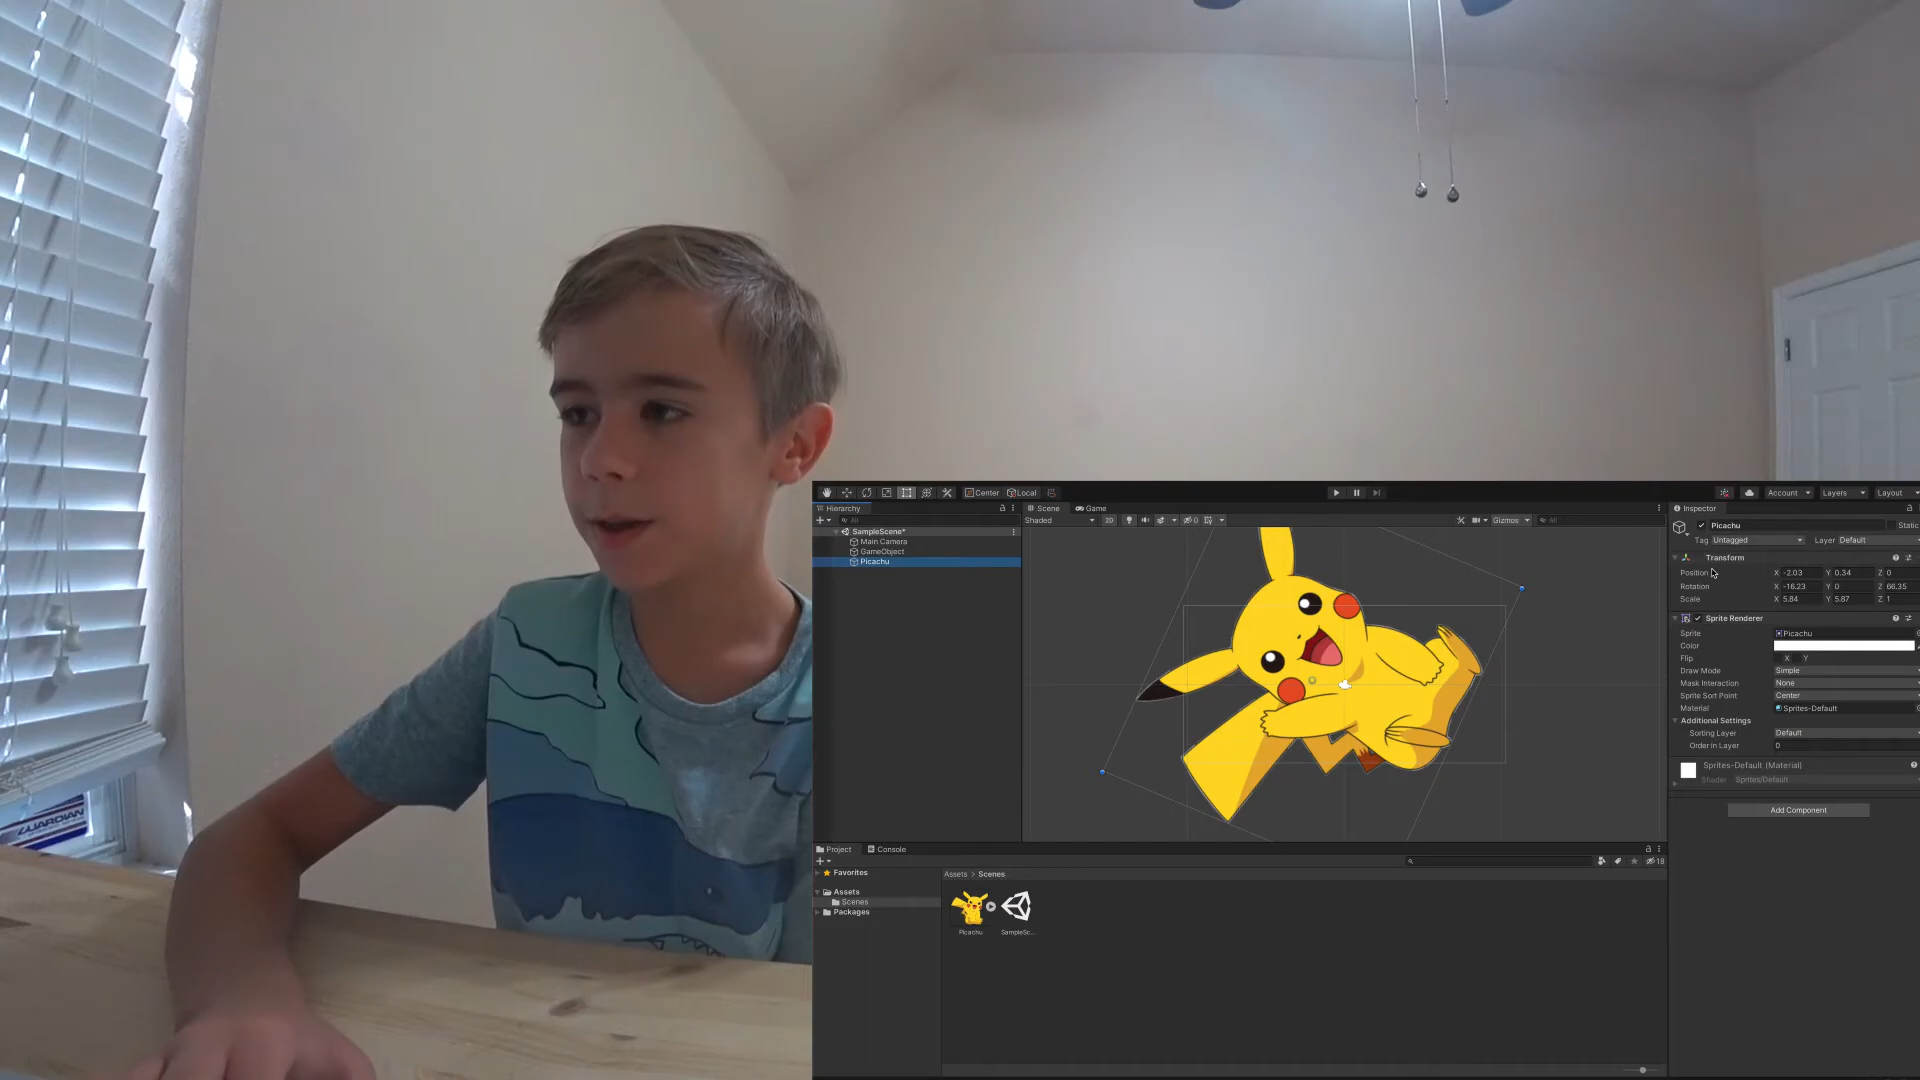 GUARDIAN
Center
Local
Account
Layers
Layout
Hierarchy
Scene
Game
Inspector
All
Shaded
2D
0
Gizmos
All
SampleScene*
Main Camera
GameObject
Picachu
Picachu
Static
Tag Untagged Layer Default
Transform
Position X -2.03 Y 0.34 Z 0
Rotation X -16.23 Y 0 Z 66.35
Scale X 5.84 Y 5.87 Z 1
Sprite Renderer
Sprite Picachu
Color
Flip X Y
Draw Mode Simple
Mask Interaction None
Sprite Sort Point Center
Material Sprites-Default
Additional Settings
Sorting Layer Default
Order in Layer 0
Sprites-Default (Material)
Shader Sprites/Default
Add Component
Project
Console
18
Favorites
Assets
Scenes
Packages
Assets > Scenes
Picachu
SampleSc...